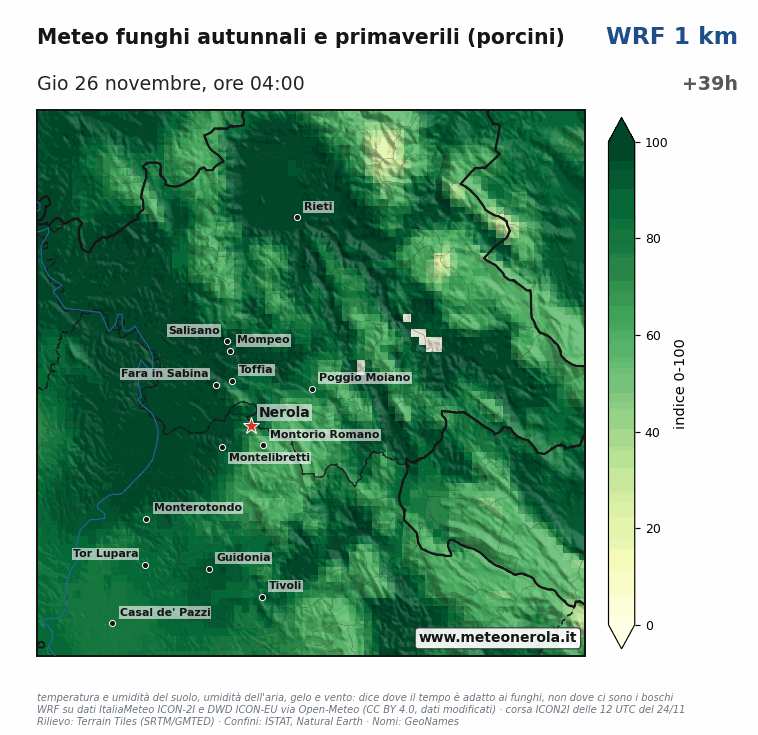 Meteo funghi autunnali e primaverili (porcini)
WRF 1 km
Gio 26 novembre, ore 04:00
+39h
100
80
60
40
20
0
indice 0-100
Rieti
Salisano
Mompeo
Fara in Sabina
Toffia
Poggio Moiano
Nerola
Montorio Romano
Montelibretti
Monterotondo
Tor Lupara
Guidonia
Tivoli
Casal de' Pazzi
www.meteonerola.it
temperatura e umidità del suolo, umidità dell'aria, gelo e vento: dice dove il tempo è adatto ai funghi, non dove ci sono i boschi
WRF su dati ItaliaMeteo ICON-2I e DWD ICON-EU via Open-Meteo (CC BY 4.0, dati modificati) · corsa ICON2I delle 12 UTC del 24/11
Rilievo: Terrain Tiles (SRTM/GMTED) · Confini: ISTAT, Natural Earth · Nomi: GeoNames